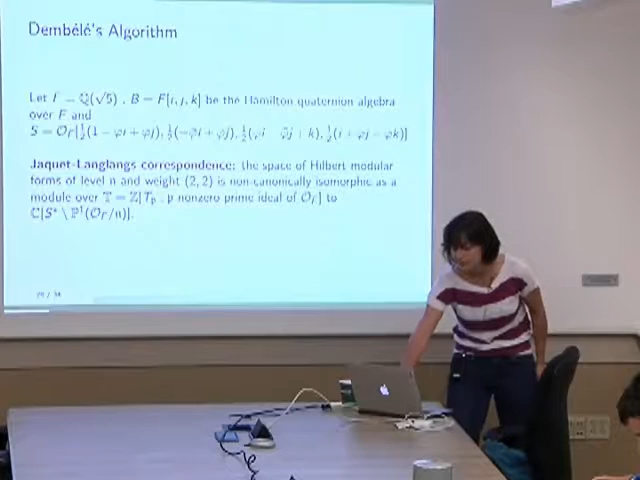 Dembélé's Algorithm
Let F = ℚ(√5) , B = F[i, j, k] be the Hamilton quaternion algebra
over F and
Jaquet-Langlangs correspondence: the space of Hilbert modular
forms of level n and weight (2, 2) is non-canonically isomorphic as a
module over 𝕋 = ℤ[T_p : p nonzero prime ideal of O_F] to
ℂ[S* \ ℙ¹(O_F/n)].